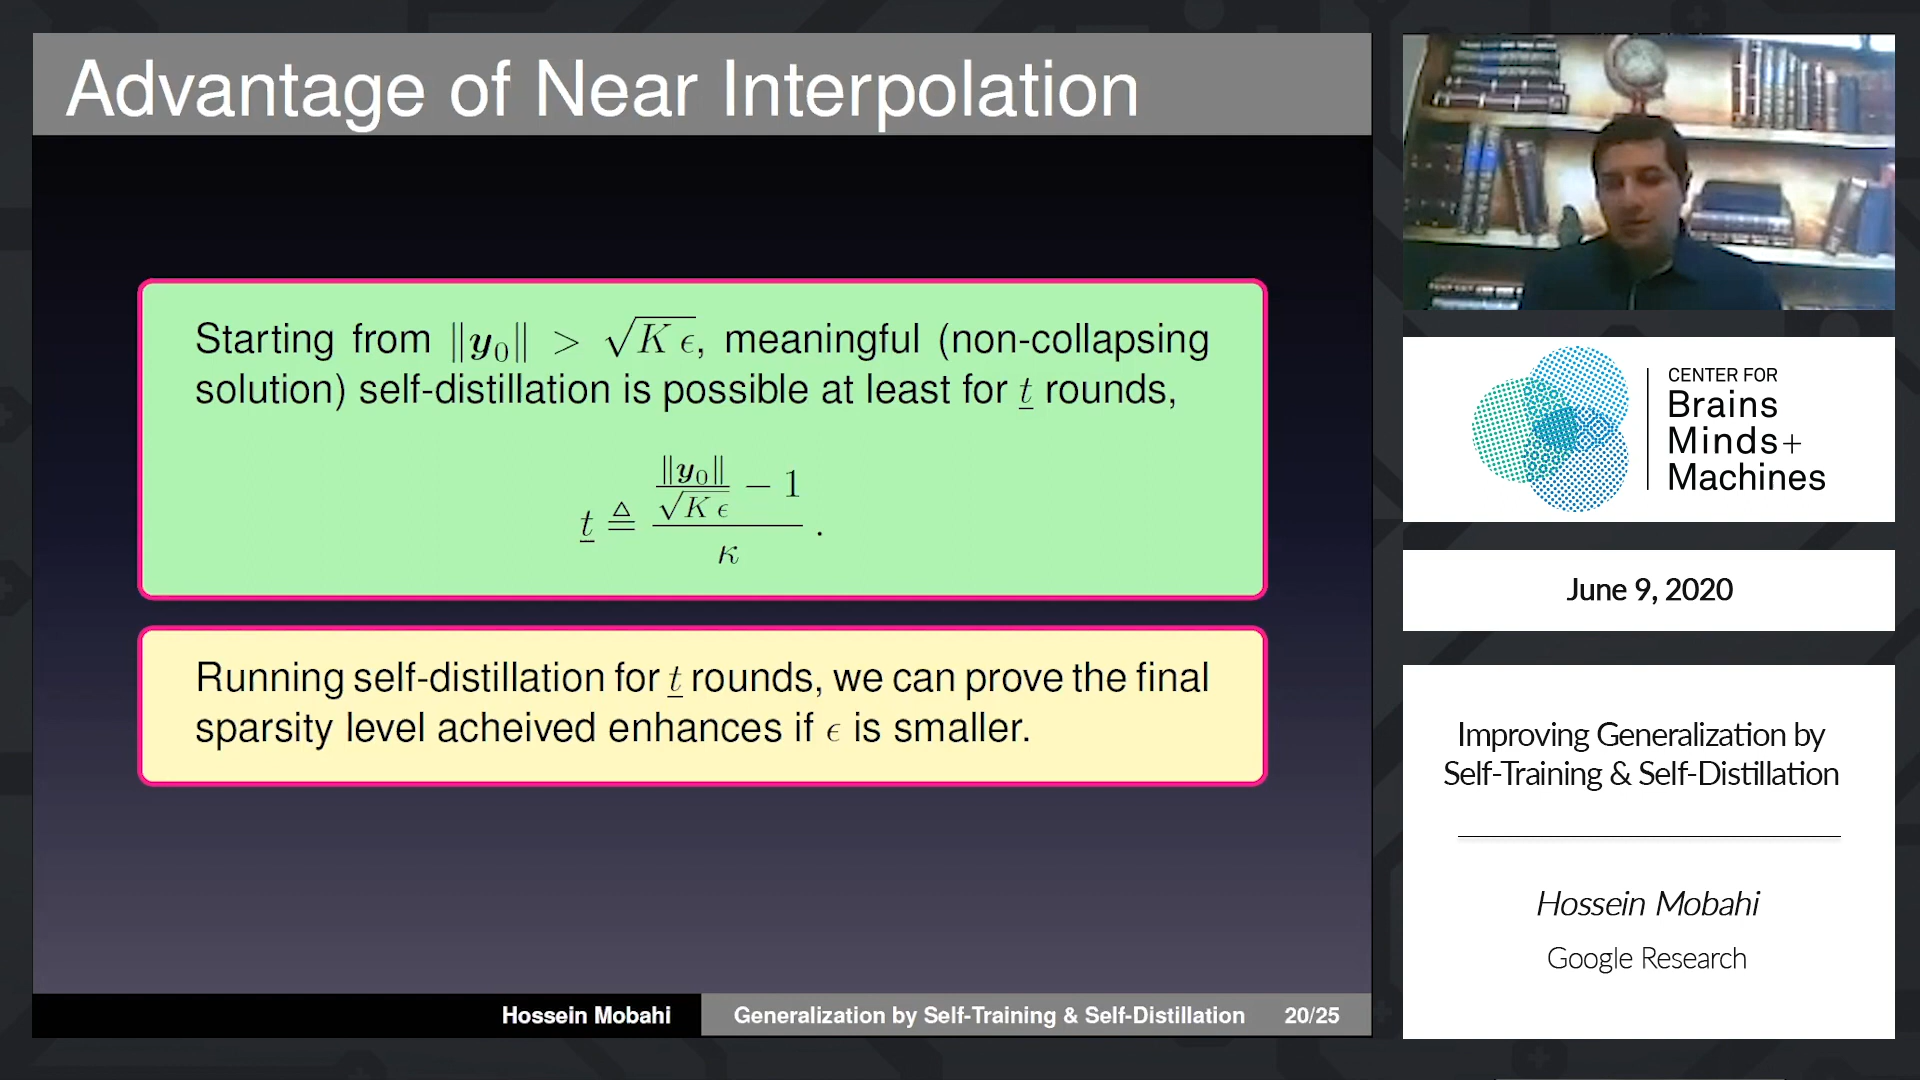 Advantage of Near Interpolation
Starting from ‖y₀‖ > √(K ϵ), meaningful (non-collapsing
solution) self-distillation is possible at least for t̲ rounds,
t̲ ≜ (‖y₀‖/√(K ϵ) − 1)/κ .
Running self-distillation for t̲ rounds, we can prove the final
sparsity level acheived enhances if ϵ is smaller.
Hossein Mobahi
Generalization by Self-Training & Self-Distillation 20/25
CENTER FOR
Brains
Minds+
Machines
June 9, 2020
Improving Generalization by
Self-Training & Self-Distillation
Hossein Mobahi
Google Research